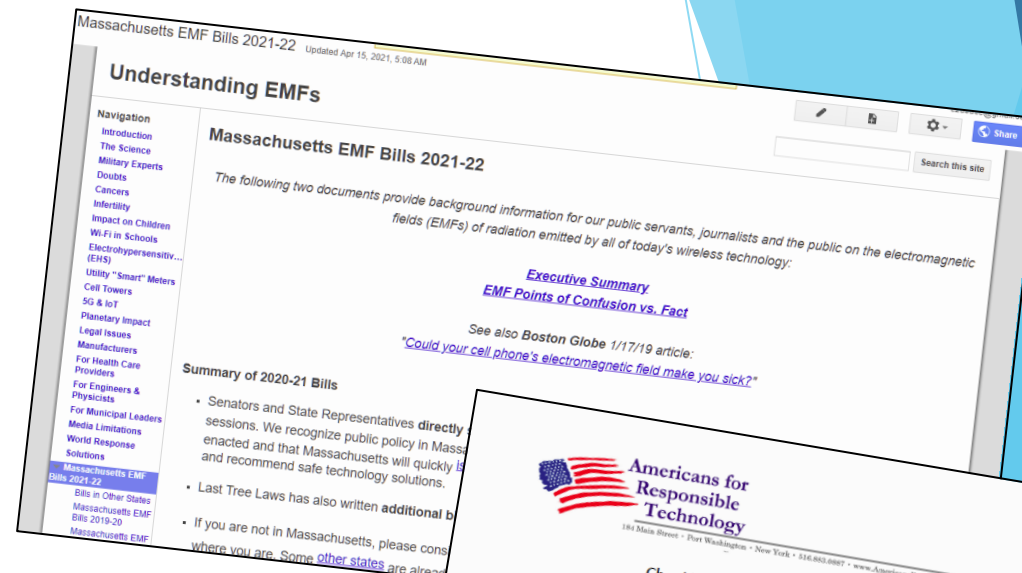 Massachusetts EMF Bills 2021-22 Updated Apr 15, 2021, 5:08 AM
Understanding EMFs
Share
Search this site
Navigation
Introduction
The Science
Military Experts
Doubts
Cancers
Infertility
Impact on Children
Wi-Fi in Schools
Electrohypersensitiv...
(EHS)
Utility "Smart" Meters
Cell Towers
5G & IoT
Planetary Impact
Legal Issues
Manufacturers
For Health Care
Providers
For Engineers &
Physicists
For Municipal Leaders
Media Limitations
World Response
Solutions
Massachusetts EMF
Bills 2021-22
Bills in Other States
Massachusetts EMF
Bills 2019-20
Massachusetts EMF
Massachusetts EMF Bills 2021-22
The following two documents provide background information for our public servants, journalists and the public on the electromagnetic
fields (EMFs) of radiation emitted by all of today's wireless technology:
Executive Summary
EMF Points of Confusion vs. Fact
See also Boston Globe 1/17/19 article:
"Could your cell phone's electromagnetic field make you sick?"
Summary of 2020-21 Bills
Senators and State Representatives directly
sessions. We recognize public policy in Massa
enacted and that Massachusetts will quickly is
and recommend safe technology solutions.
Last Tree Laws has also written additional b
If you are not in Massachusetts, please cons
where you are. Some other states are alread
Americans for
Responsible
Technology
184 Main Street • Port Washington • New York • 516.883.0887 •